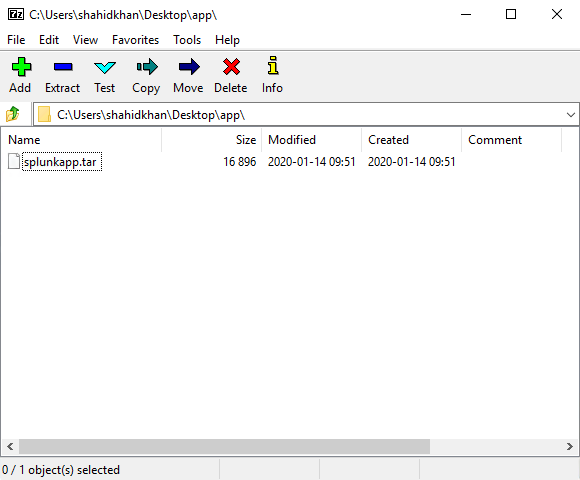 7z C:\Users\shahidkhan\Desktop\app\
File Edit View Favorites Tools Help
Add Extract Test Copy Move Delete Info
C:\Users\shahidkhan\Desktop\app\
Name Size Modified Created Comment
splunkapp.tar 16 896 2020-01-14 09:51 2020-01-14 09:51
0 / 1 object(s) selected